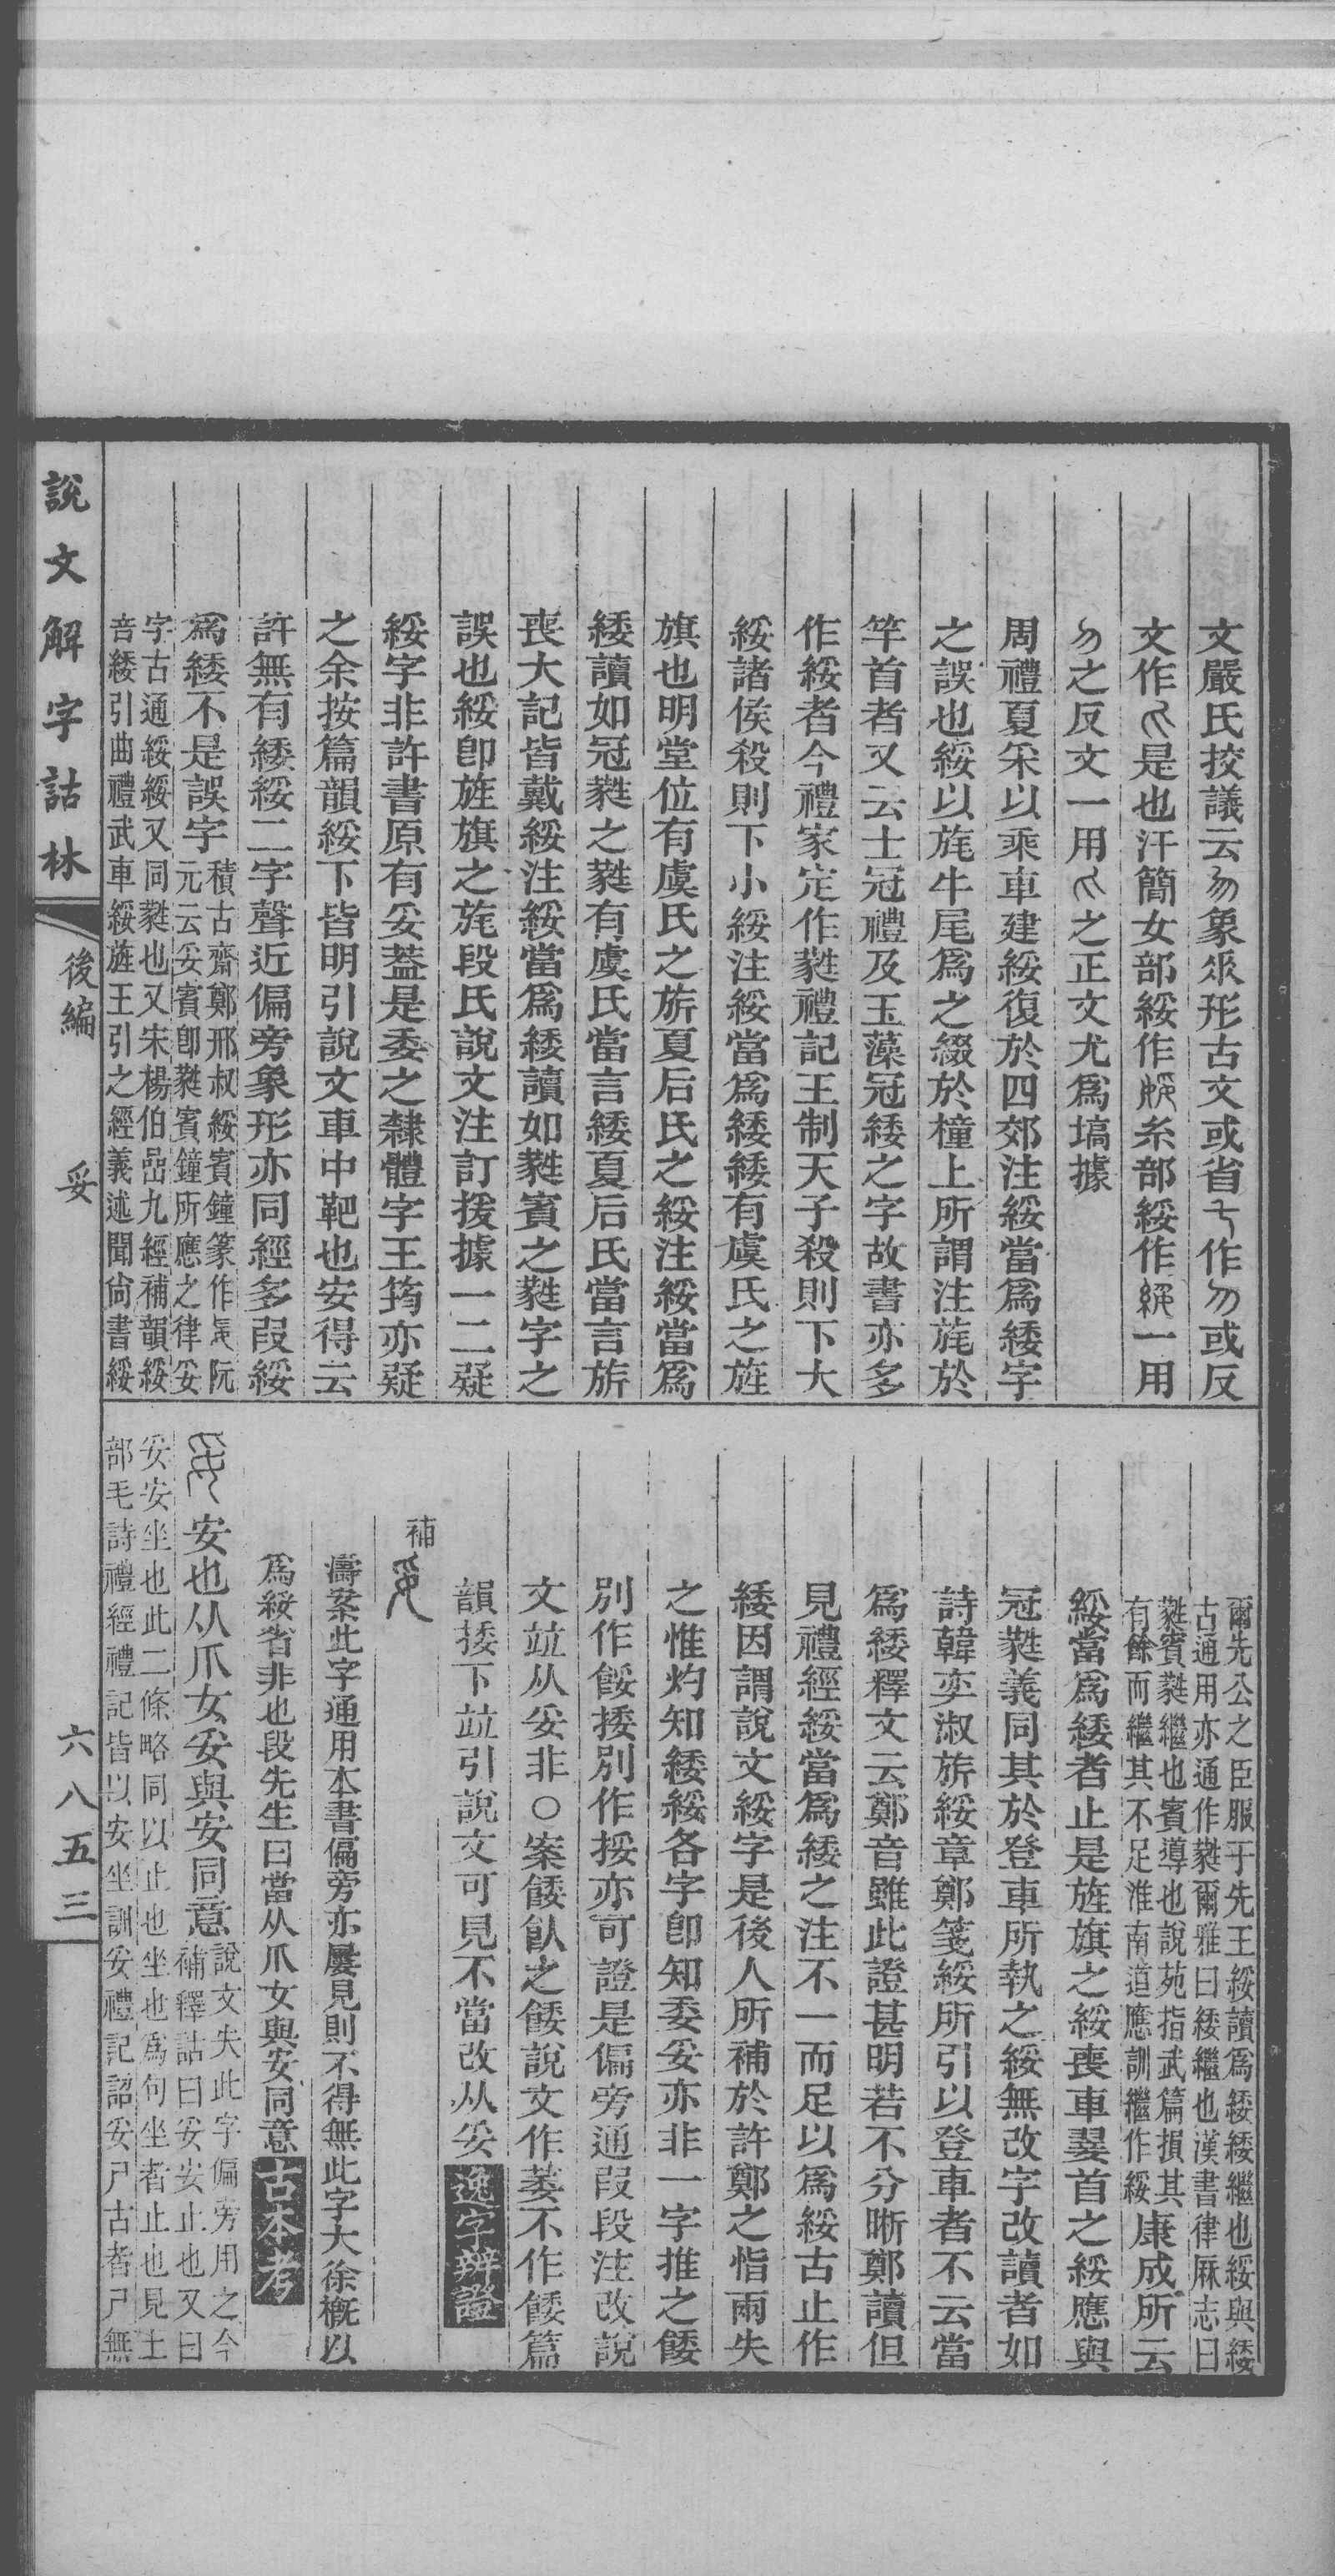 文嚴氏挍議云勿象㲋形古文或省作勿或反
文作是也汗簡女部綏作糸部綏作一用
勿之反文一用之正文尤爲塙據
周禮夏采以乘車建綏復於四郊注綏當爲緌字
之誤也綏以旄牛尾爲之綴於橦上所謂注旄於
竿首者又云士冠禮及玉藻冠緌之字故書亦多
作綏者今禮家定作蕤禮記王制天子殺則下大
綏諸侯殺則下小綏注綏當爲緌緌有虞氏之旌
旗也明堂位有虞氏之旂夏后氏之綏注綏當爲
緌讀如冠蕤之蕤有虞氏當言緌夏后氏當言旂
喪大記皆戴綏注綏當爲緌讀如蕤賓之蕤字之
誤也綏卽旌旗之旄段氏說文注訂援據一二疑
綏字非許書原有妥葢是委之隸體字王筠亦疑
之余按篇韻綏下皆明引說文車中靶也安得云
許無有緌綏二字聲近偏旁象形亦同經多叚綏
爲緌不是誤字積古齋鄭邢叔綏賓鐘篆作阮
元云妥賓卽蕤賓鐘所應之律妥
字古通綏綏又同蕤也又宋楊伯嵒九經補韻綏
音緌引曲禮武車綏旌王引之經義述聞尙書綏
爾先公之臣服于先王綏讀爲緌緌繼也綏與緌
古通用亦通作蕤爾雅曰緌繼也漢書律厤志曰
蕤賓蕤繼也賓導也說苑指武篇損其
有餘而繼其不足淮南道應訓繼作綏康成所云
綏當爲緌者止是旌旗之綏喪車翣首之綏應與
冠蕤義同其於登車所執之綏無改字改讀者如
詩韓奕淑旂綏章鄭箋綏所引以登車者不云當
爲緌釋文云鄭音雖此證甚明若不分晰鄭讀但
見禮經綏當爲緌之注不一而足以爲綏古止作
緌因謂說文綏字是後人所補於許鄭之恉兩失
之惟灼知緌綏各字卽知委妥亦非一字推之餧
別作餒捼別作挼亦可證是偏旁通叚段注改說
文竝从妥非○案餧飤之餧說文作萎不作餧篇
韻捼下竝引說文可見不當改从妥逸字辨證
補
濤案此字通用本書偏旁亦屢見則不得無此字大徐槪以
爲綏省非也段先生曰當从爪女與安同意古本考
安也从爪女妥與安同意說文失此字偏旁用之今
補釋詁曰妥安止也又曰
妥安坐也此二條略同以止也坐也爲句坐者止也見土
部毛詩禮經禮記皆以安坐訓妥禮記詔妥尸古者尸無
說文解字詁林
後編
妥
六八五三